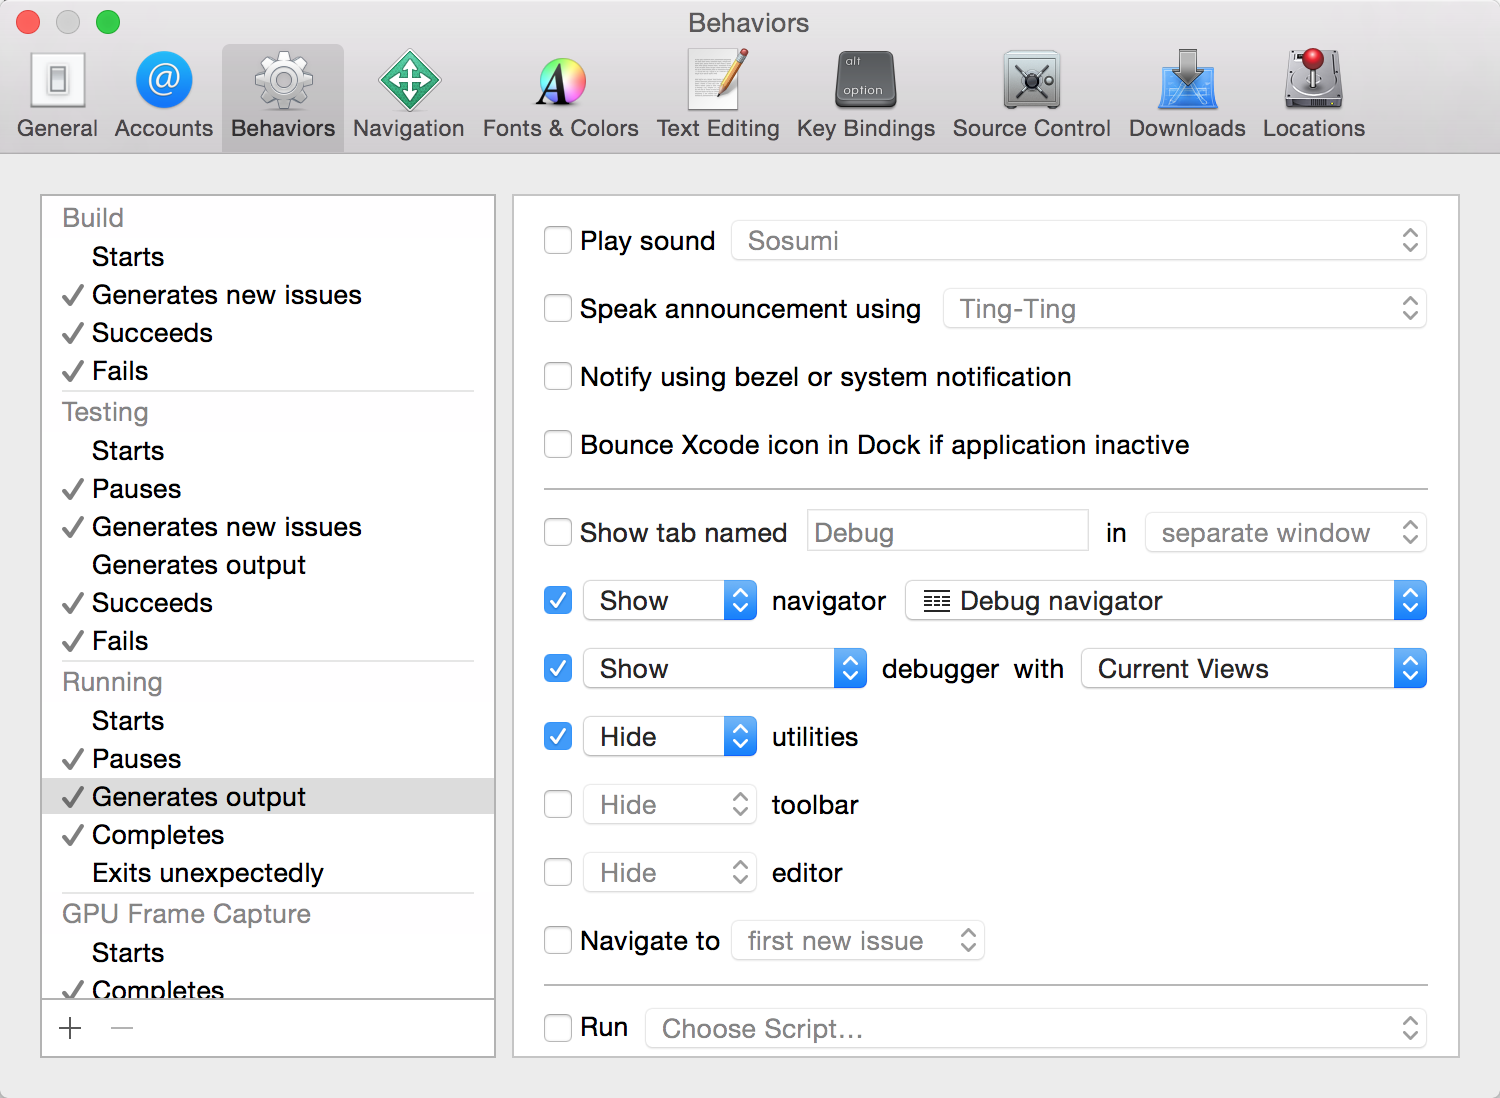 Behaviors
alt
option
General Accounts Behaviors Navigation Fonts & Colors Text Editing Key Bindings Source Control Downloads Locations
Build
Starts
Generates new issues
Succeeds
Fails
Testing
Starts
Pauses
Generates new issues
Generates output
Succeeds
Fails
Running
Starts
Pauses
Generates output
Completes
Exits unexpectedly
GPU Frame Capture
Starts
Completes
Play sound Sosumi
Speak announcement using Ting-Ting
Notify using bezel or system notification
Bounce Xcode icon in Dock if application inactive
Show tab named Debug in separate window
Show navigator Debug navigator
Show debugger with Current Views
Hide utilities
Hide toolbar
Hide editor
Navigate to first new issue
Run Choose Script...